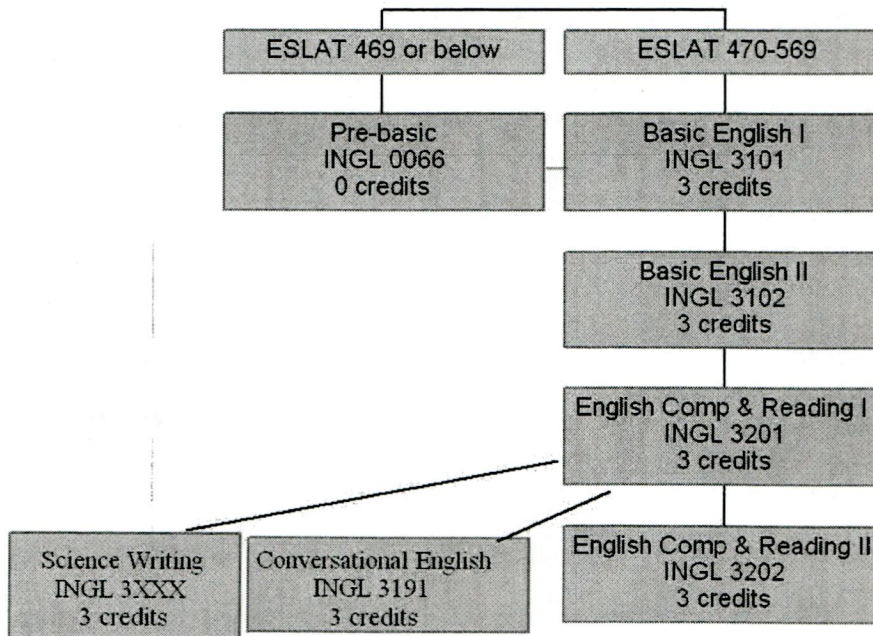 ESLAT 469 or below
ESLAT 470-569
Pre-basic
INGL 0066
0 credits
Basic English I
INGL 3101
3 credits
Basic English II
INGL 3102
3 credits
English Comp & Reading I
INGL 3201
3 credits
Science Writing
INGL 3XXX
3 credits
Conversational English
INGL 3191
3 credits
English Comp & Reading II
INGL 3202
3 credits